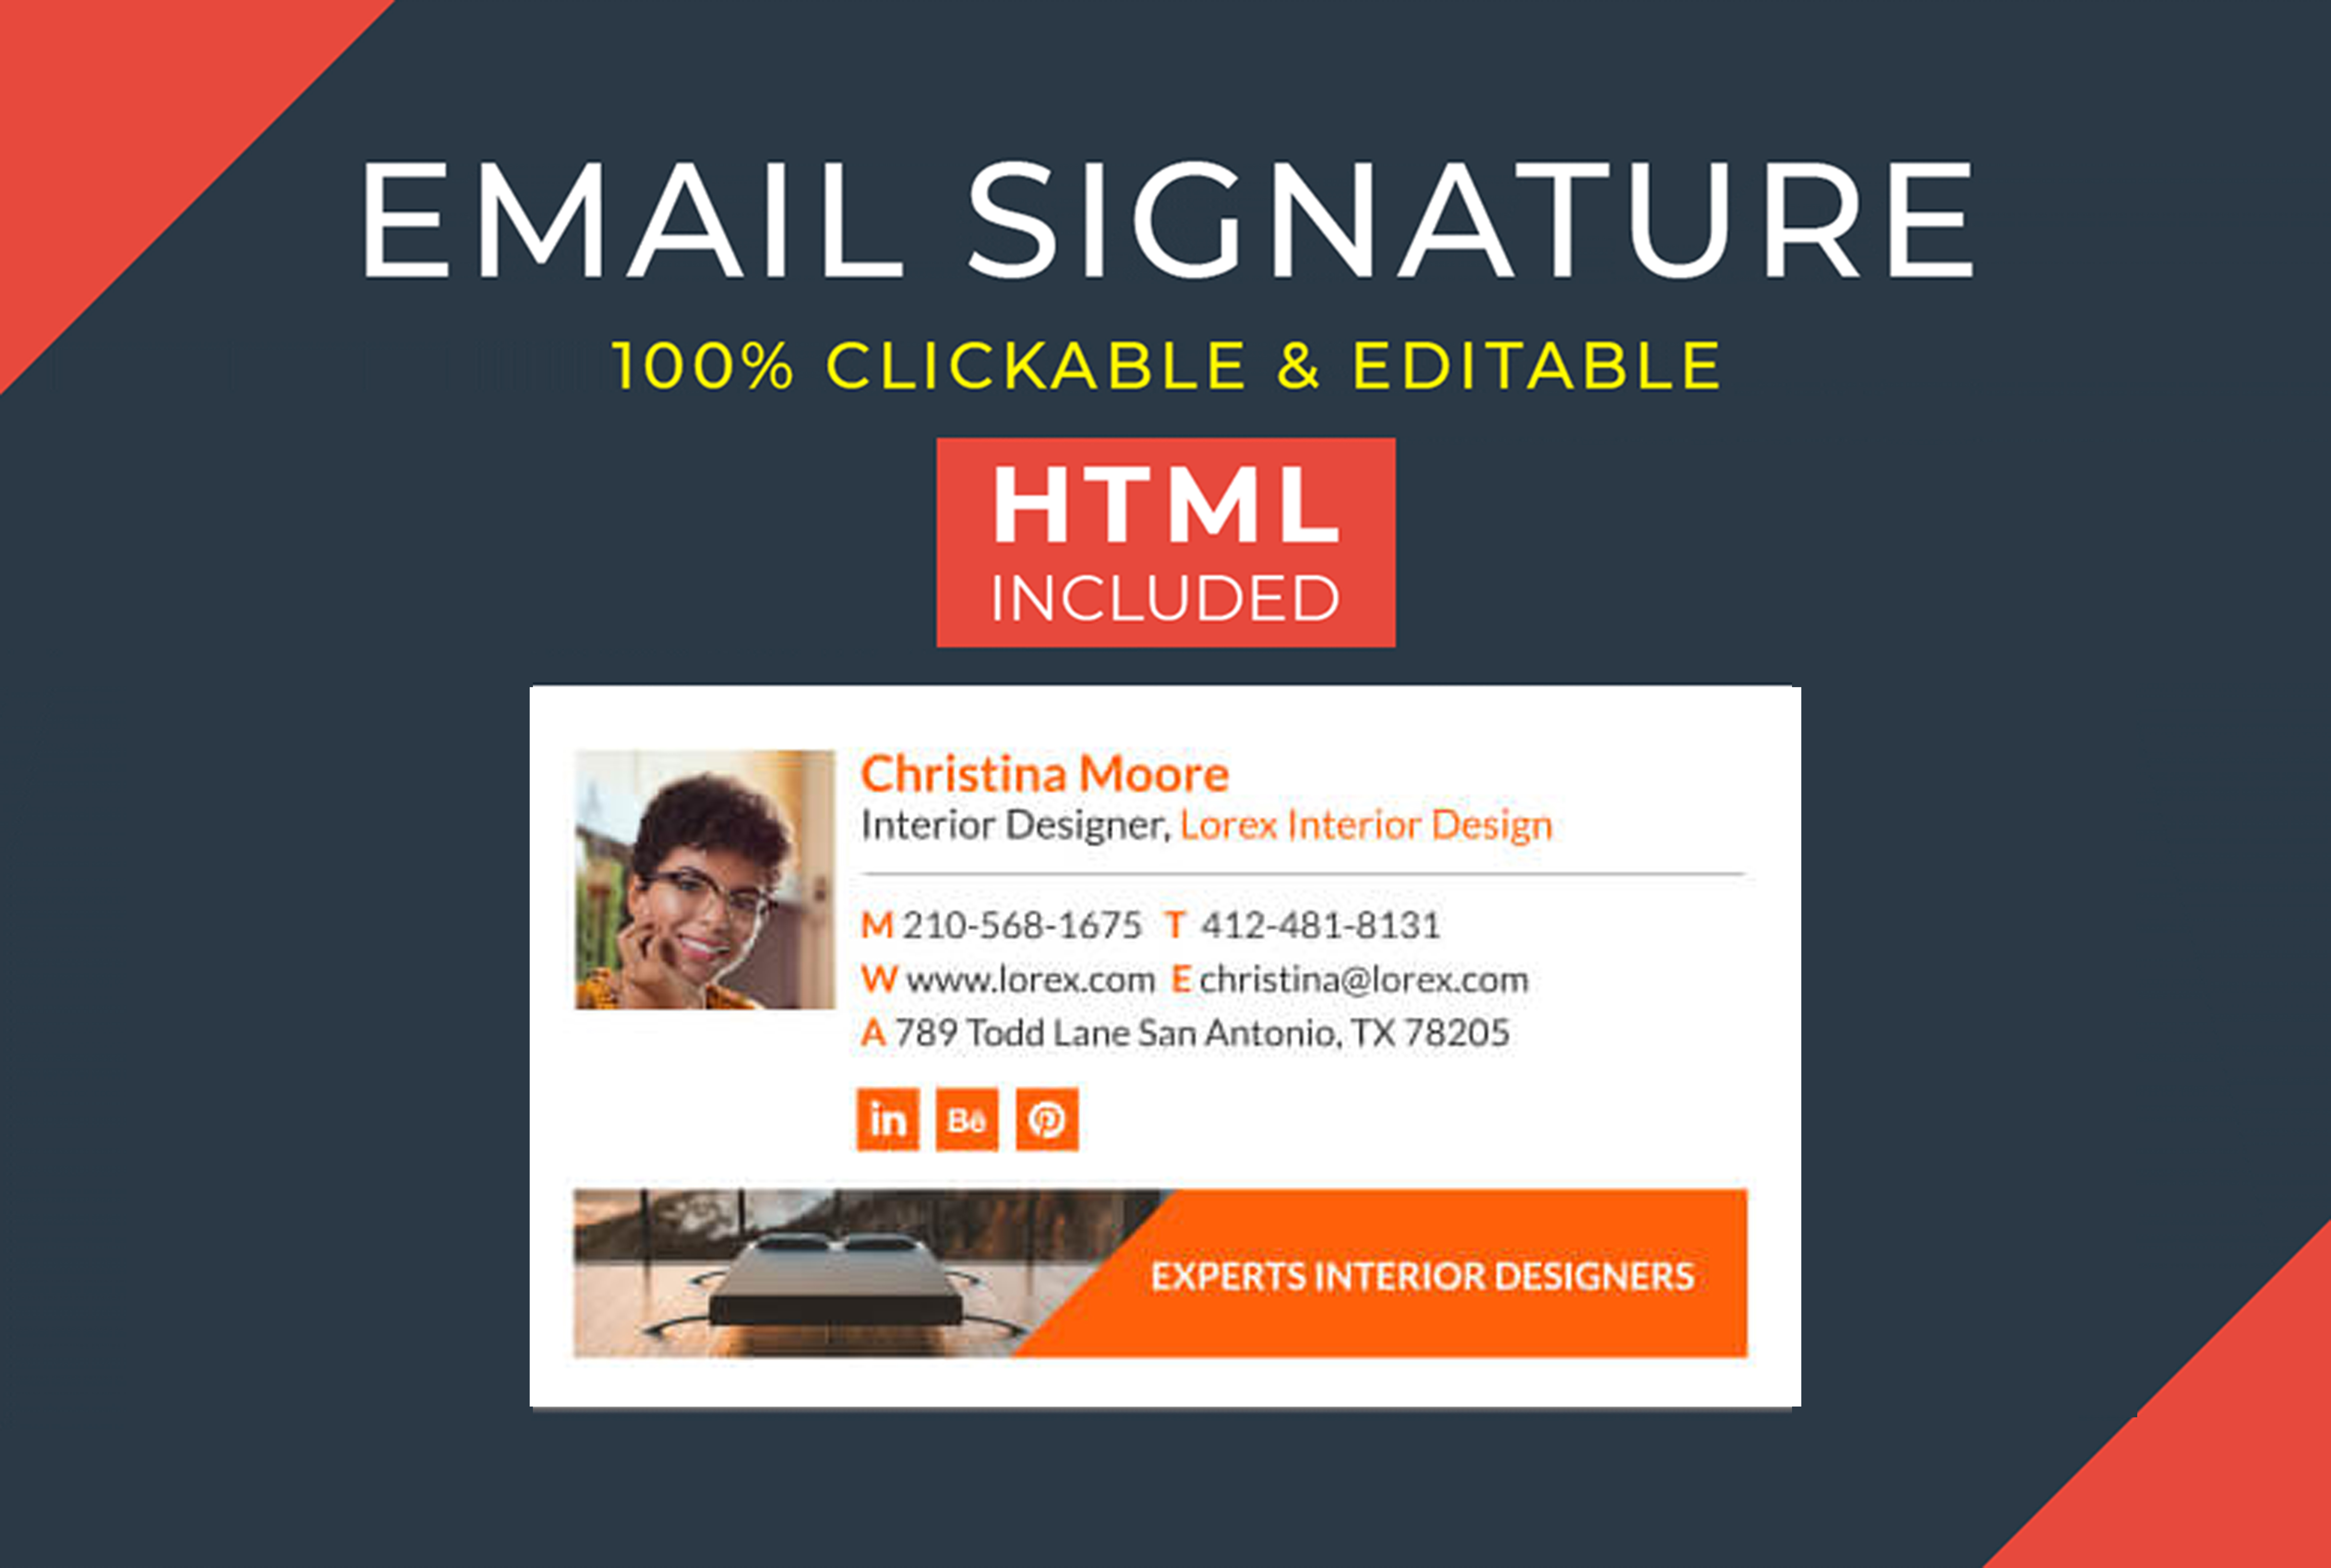 EMAIL SIGNATURE
100% CLICKABLE & EDITABLE
HTML
INCLUDED
Christina Moore
Interior Designer, Lorex Interior Design
M 210-568-1675 T 412-481-8131
W www.lorex.com E christina@lorex.com
A 789 Todd Lane San Antonio, TX 78205
in Bē
EXPERTS INTERIOR DESIGNERS